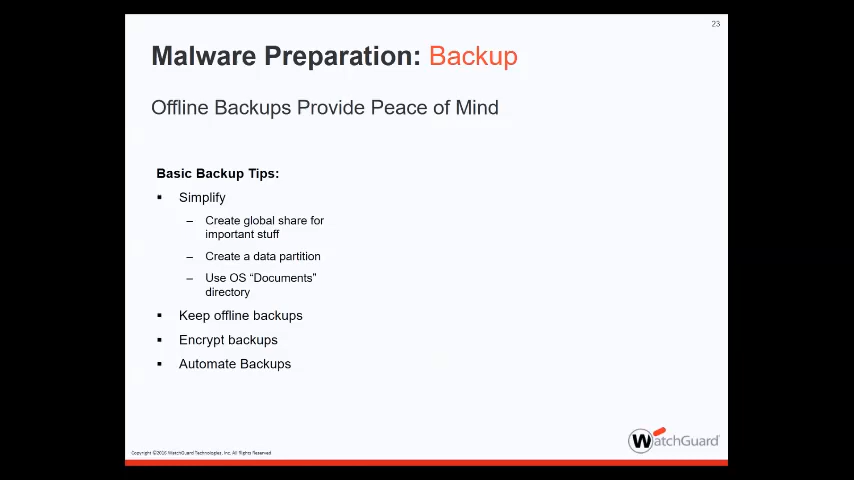 23
Malware Preparation: Backup
Offline Backups Provide Peace of Mind
Basic Backup Tips:
▪ Simplify
– Create global share for
important stuff
– Create a data partition
– Use OS “Documents”
directory
▪ Keep offline backups
▪ Encrypt backups
▪ Automate Backups
WatchGuard
Copyright ©2016 WatchGuard Technologies, Inc. All Rights Reserved